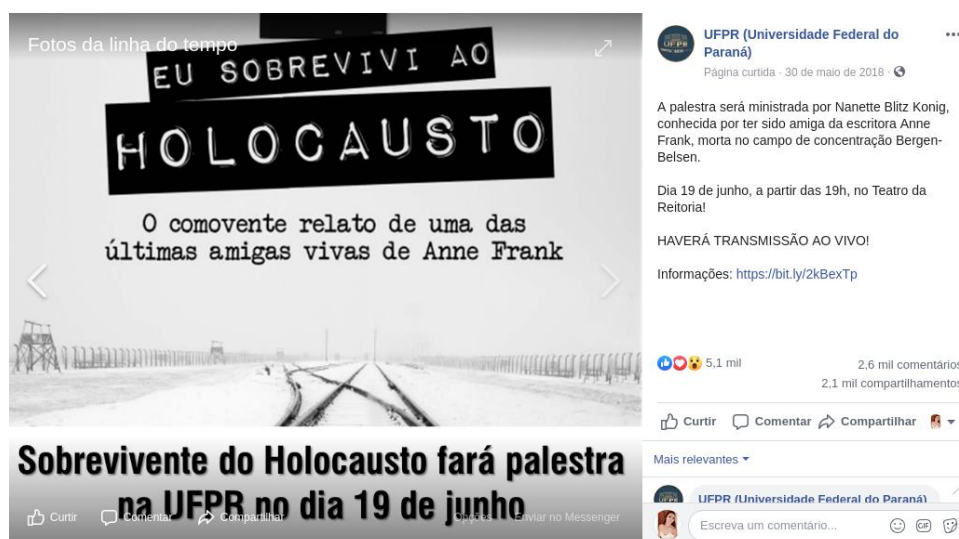 Fotos da linha do tempo
EU SOBREVIVI AO
HOLOCAUSTO
O comovente relato de uma das
últimas amigas vivas de Anne Frank
Sobrevivente do Holocausto fará palestra
na UFPR no dia 19 de junho
Curtir
Comentar
Compartilhar
Opções
Enviar no Messenger
UFPR
UFPR (Universidade Federal do
Paraná)
Página curtida · 30 de maio de 2018 ·
A palestra será ministrada por Nanette Blitz Konig,
conhecida por ter sido amiga da escritora Anne
Frank, morta no campo de concentração Bergen-
Belsen.
Dia 19 de junho, a partir das 19h, no Teatro da
Reitoria!
HAVERÁ TRANSMISSÃO AO VIVO!
Informações: https://bit.ly/2kBexTp
5,1 mil
2,6 mil comentários
2,1 mil compartilhamentos
Curtir
Comentar
Compartilhar
Mais relevantes
UFPR
UFPR (Universidade Federal do Paraná)
Escreva um comentário...
GIF